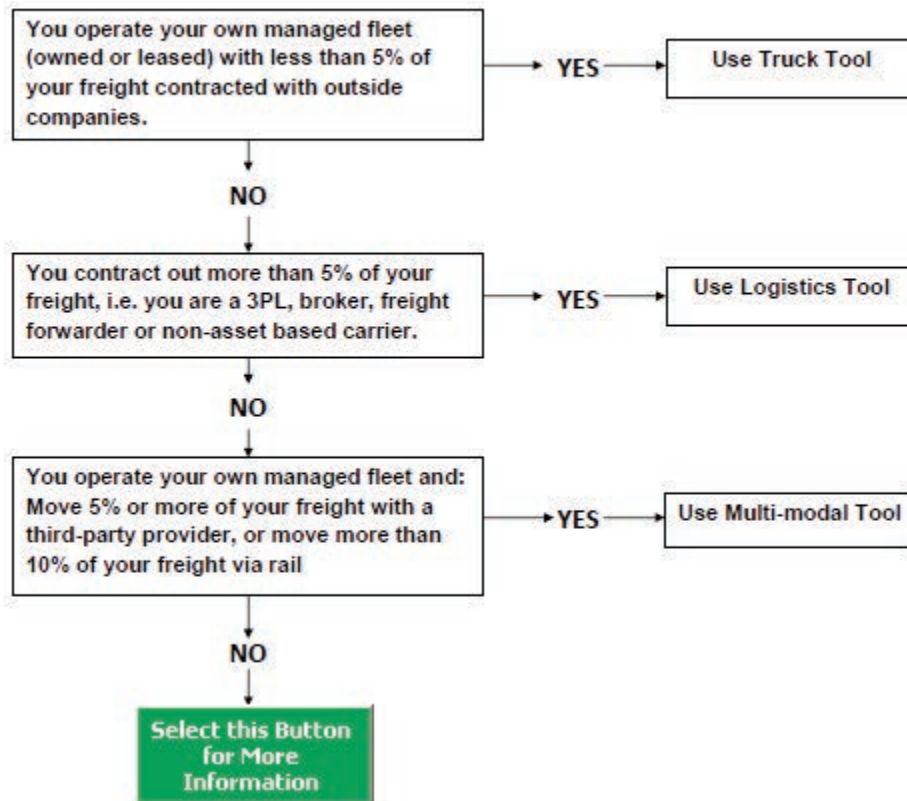 You operate your own managed fleet
(owned or leased) with less than 5% of
your freight contracted with outside
companies.
YES
Use Truck Tool
NO
You contract out more than 5% of your
freight, i.e. you are a 3PL, broker, freight
forwarder or non-asset based carrier.
YES
Use Logistics Tool
NO
You operate your own managed fleet and:
Move 5% or more of your freight with a
third-party provider, or move more than
10% of your freight via rail
YES
Use Multi-modal Tool
NO
Select this Button
for More
Information